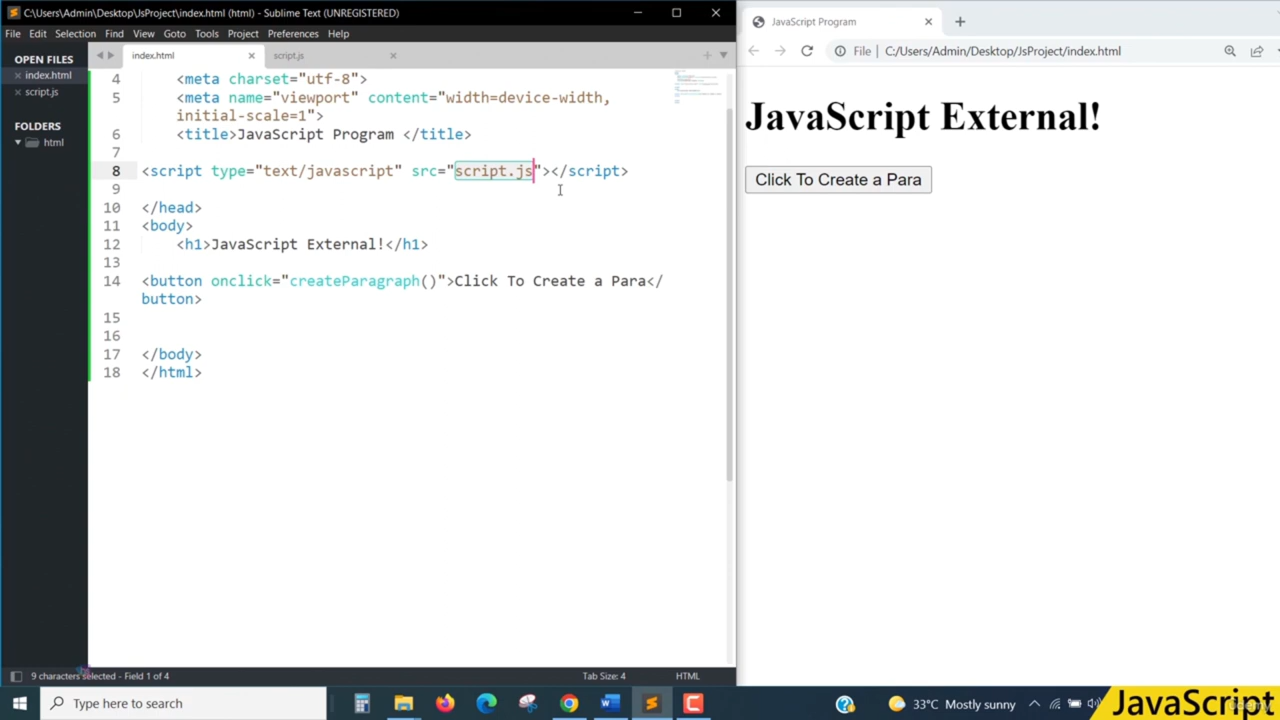 C:\Users\Admin\Desktop\JsProject\index.html (html) - Sublime Text (UNREGISTERED)
File Edit Selection View Goto Tools Project Preferences Help
OPEN FILES
index.html
script.js
FOLDERS
html
index.html
script.js
4 <meta charset="utf-8">
5 <meta name="viewport" content="width=device-width,
initial-scale=1">
6 <title>JavaScript Program </title>
7
8 <script type="text/javascript" src="script.js"></script>
9
10 </head>
11 <body>
12 <h1>JavaScript External!</h1>
13
14 <button onclick="createParagraph()">Click To Create a Para</
button>
15
16
17 </body>
18 </html>
9 characters selected - Field 1 of 4
Tab Size: 4
HTML
JavaScript Program
File C:/Users/Admin/Desktop/JsProject/index.html
JavaScript External!
Click To Create a Para
Type here to search
33°C Mostly sunny
JavaScript